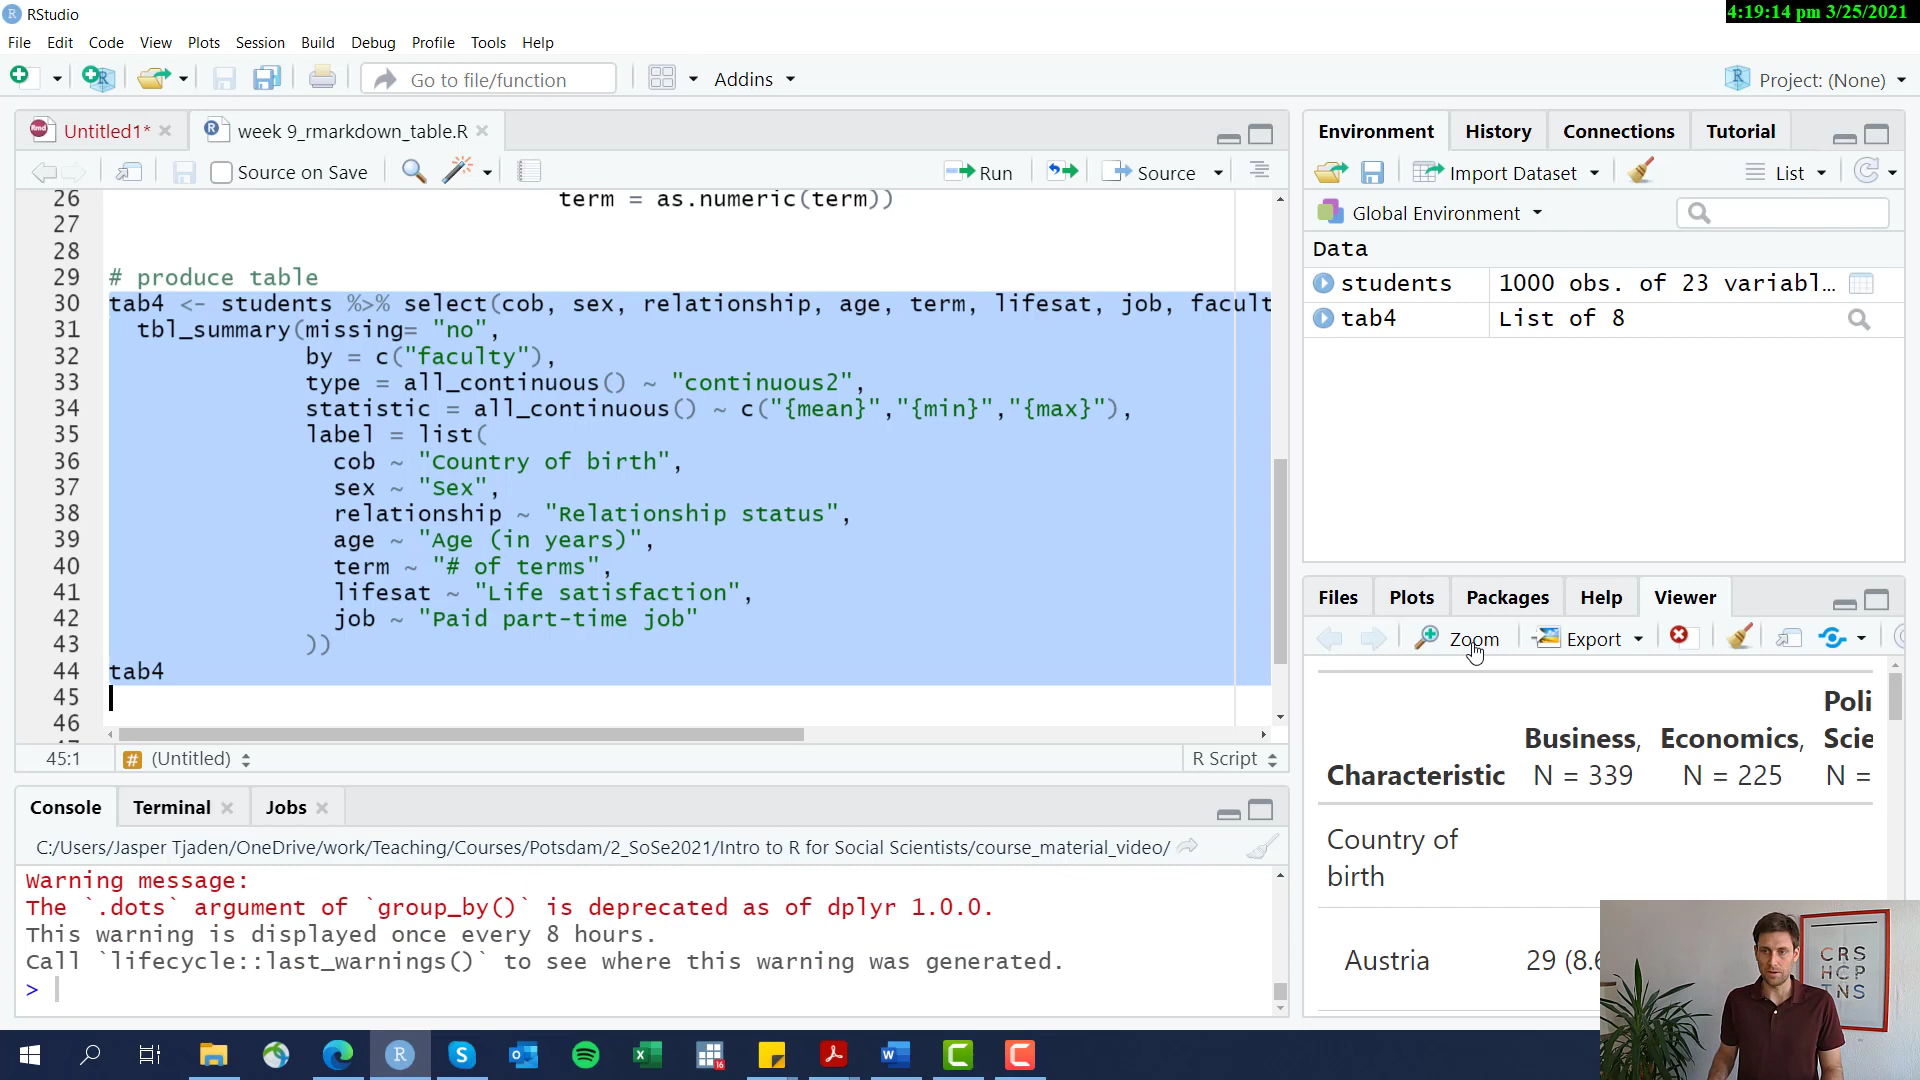 RStudio
4:19:14 pm 3/25/2021
File Edit Code View Plots Session Build Debug Profile Tools Help
Go to file/function
Addins
Project: (None)
Untitled1*
week 9_rmarkdown_table.R
Source on Save
Run
Source
26 term = as.numeric(term))
27
28
29 # produce table
30 tab4 <- students %>% select(cob, sex, relationship, age, term, lifesat, job, facult
31 tbl_summary(missing= "no",
32 by = c("faculty"),
33 type = all_continuous() ~ "continuous2",
34 statistic = all_continuous() ~ c("{mean}","{min}","{max}"),
35 label = list(
36 cob ~ "Country of birth",
37 sex ~ "Sex",
38 relationship ~ "Relationship status",
39 age ~ "Age (in years)",
40 term ~ "# of terms",
41 lifesat ~ "Life satisfaction",
42 job ~ "Paid part-time job"
43 ))
44 tab4
45
46
45:1 # (Untitled) R Script
Console Terminal Jobs
C:/Users/Jasper Tjaden/OneDrive/work/Teaching/Courses/Potsdam/2_SoSe2021/Intro to R for Social Scientists/course_material_video/
Warning message:
The `.dots` argument of `group_by()` is deprecated as of dplyr 1.0.0.
This warning is displayed once every 8 hours.
Call `lifecycle::last_warnings()` to see where this warning was generated.
>
Environment History Connections Tutorial
Import Dataset
List
Global Environment
Data
students 1000 obs. of 23 variabl…
tab4 List of 8
Files Plots Packages Help Viewer
Zoom
Export
Poli
Business, Economics, Scie
Characteristic N = 339 N = 225 N =
Country of
birth
Austria 29 (8.6
CRS
HCP
TNS
16